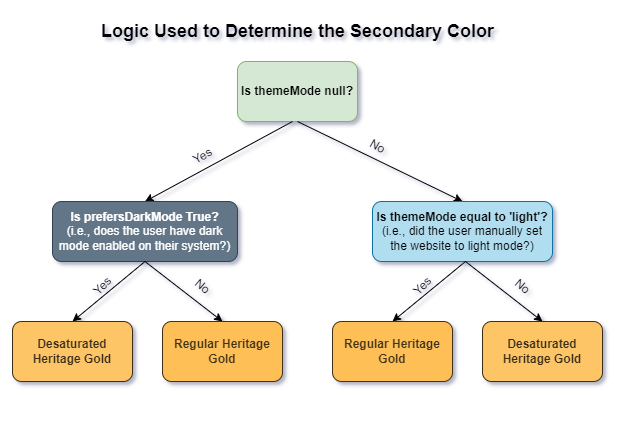 Logic Used to Determine the Secondary Color
Is themeMode null?
Yes
No
Is prefersDarkMode True?
(i.e., does the user have dark
mode enabled on their system?)
Is themeMode equal to 'light'?
(i.e., did the user manually set
the website to light mode?)
Yes
No
Yes
No
Desaturated
Heritage Gold
Regular Heritage
Gold
Regular Heritage
Gold
Desaturated
Heritage Gold